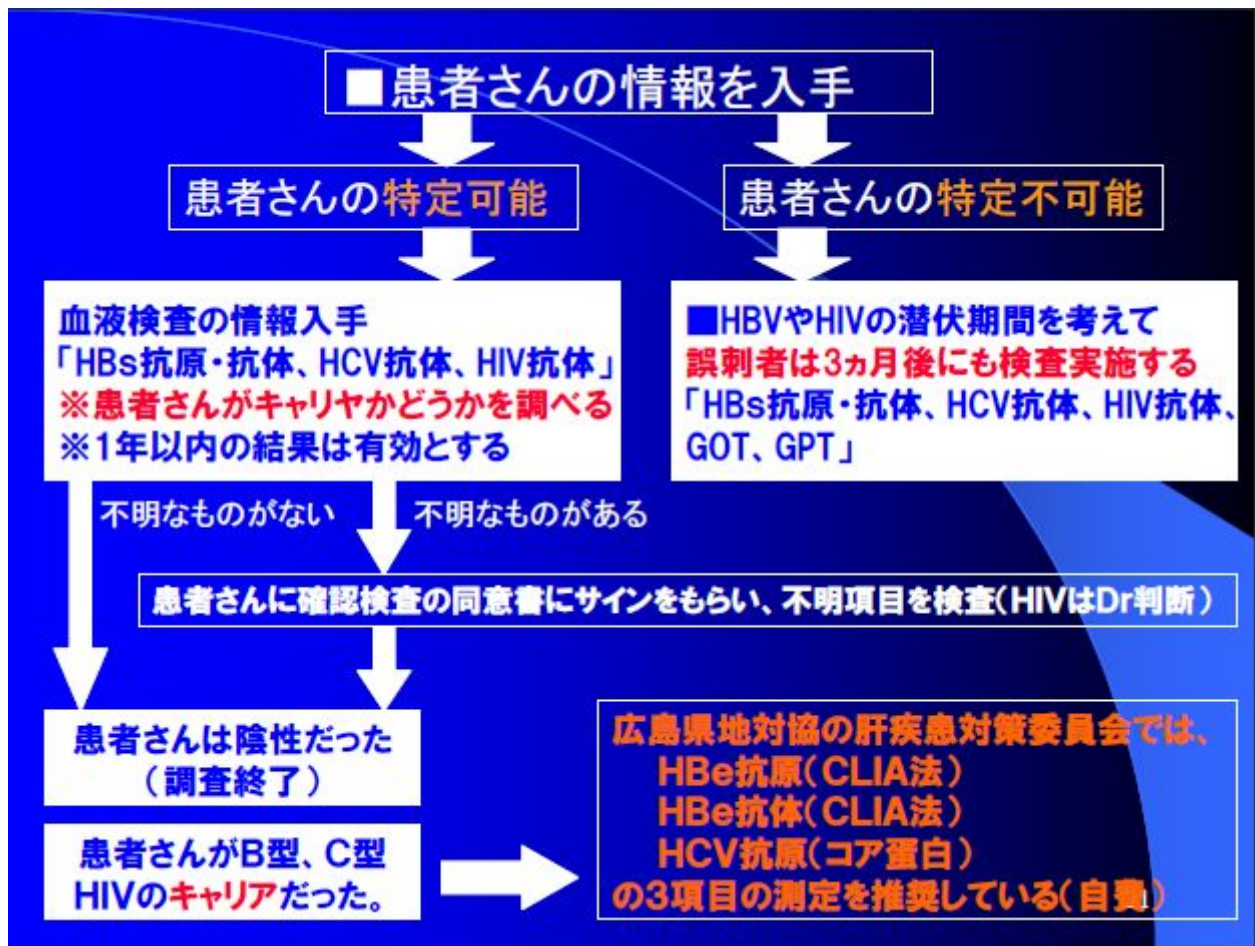 ■患者さんの情報を入手
患者さんの特定可能
患者さんの特定不可能
血液検査の情報入手
「HBs抗原・抗体、HCV抗体、HIV抗体」
※患者さんがキャリヤかどうかを調べる
※1年以内の結果は有効とする
■HBVやHIVの潜伏期間を考えて
誤刺者は3ヵ月後にも検査実施する
「HBs抗原・抗体、HCV抗体、HIV抗体、
GOT、GPT」
不明なものがない
不明なものがある
患者さんに確認検査の同意書にサインをもらい、不明項目を検査(HIVはDr判断)
患者さんは陰性だった
(調査終了)
患者さんがB型、C型
HIVのキャリアだった。
広島県地対協の肝疾患対策委員会では、
HBe抗原(CLIA法)
HBe抗体(CLIA法)
HCV抗原(コア蛋白)
の3項目の測定を推奨している(自費)